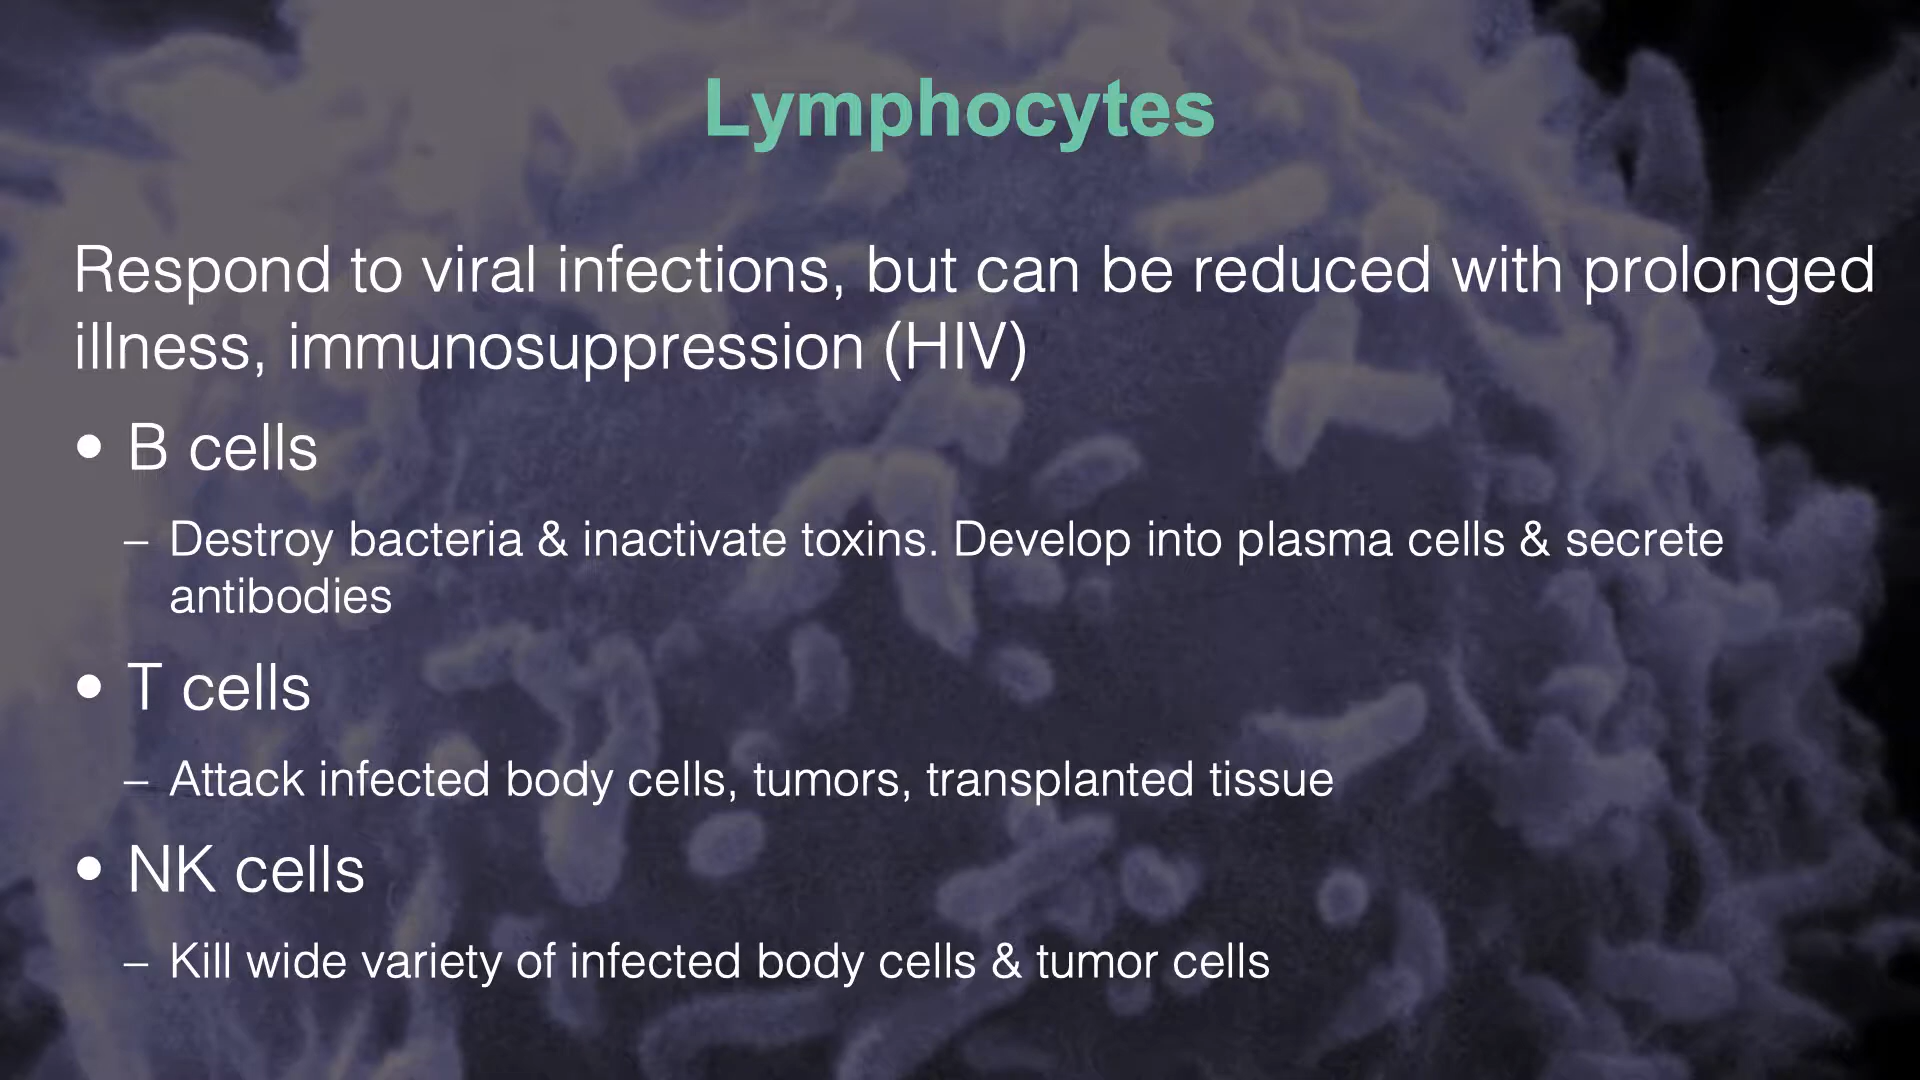 Lymphocytes
Respond to viral infections, but can be reduced with prolonged
illness, immunosuppression (HIV)
• B cells
– Destroy bacteria & inactivate toxins. Develop into plasma cells & secrete
antibodies
• T cells
– Attack infected body cells, tumors, transplanted tissue
• NK cells
– Kill wide variety of infected body cells & tumor cells